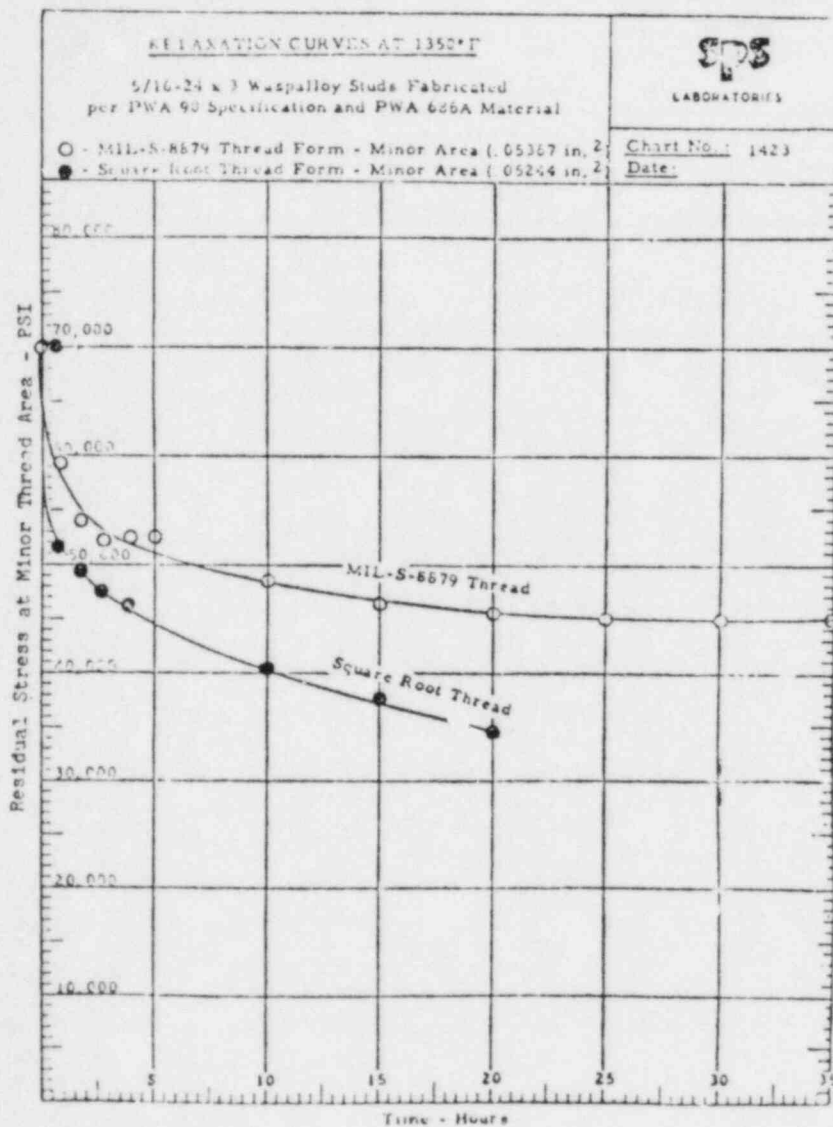 RELAXATION CURVES AT 1350°F
5/16-24 x 3 Waspalloy Studs Fabricated
per PWA 90 Specification and PWA 686A Material
SPS
LABORATORIES
O - MIL-S-8679 Thread Form - Minor Area (.05367 in.2)
● - Square Root Thread Form - Minor Area (.05244 in.2)
Chart No.: 1423
Date:
80,000
70,000
60,000
50,000
40,000
30,000
20,000
10,000
Residual Stress at Minor Thread Area - PSI
MIL-S-8679 Thread
Square Root Thread
5 10 15 20 25 30 35
Time - Hours